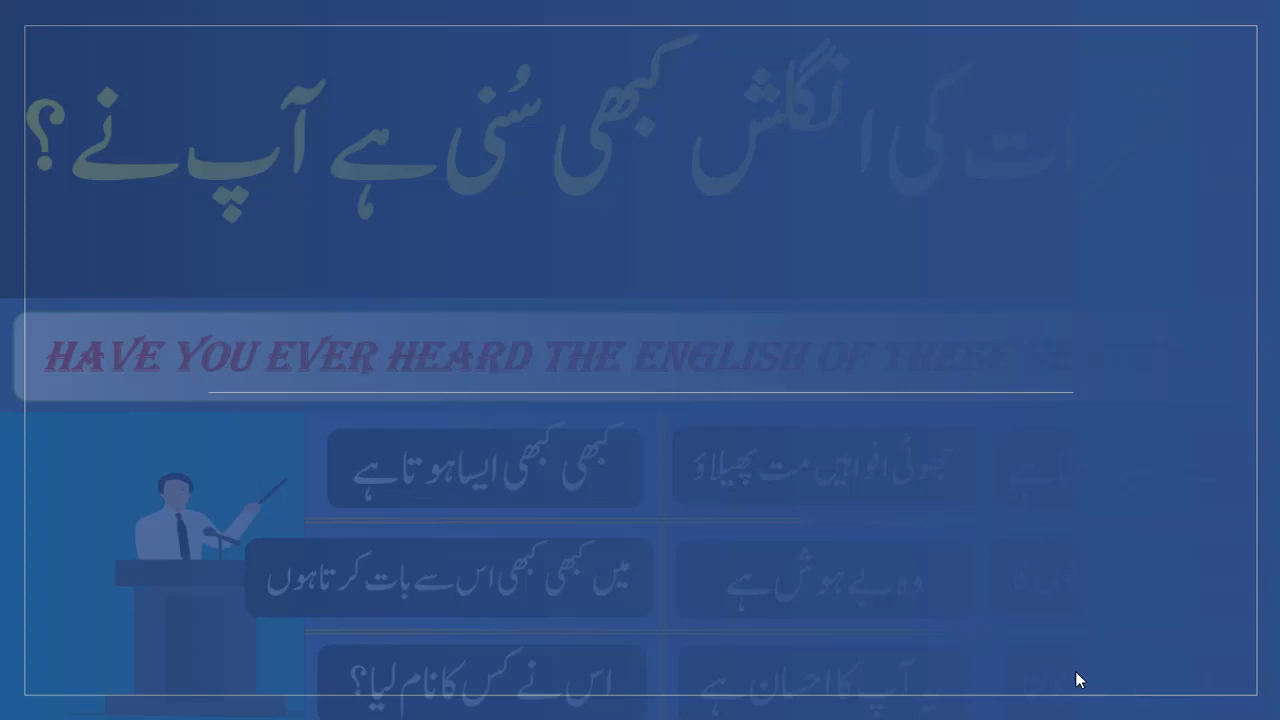 کی انگلش کبھی سُنی ہے آپ نے؟
HAVE YOU EVER HEARD THE ENGLISH OF THESE
کبھی کبھی ایسا ہوتا ہے
جھوٹی افواہیں مت پھیلاؤ
میں کبھی کبھی اس سے بات کرتا ہوں
وہ بے ہوش ہے
اس نے کس کا نام لیا؟
یہ آپ کا احسان ہے